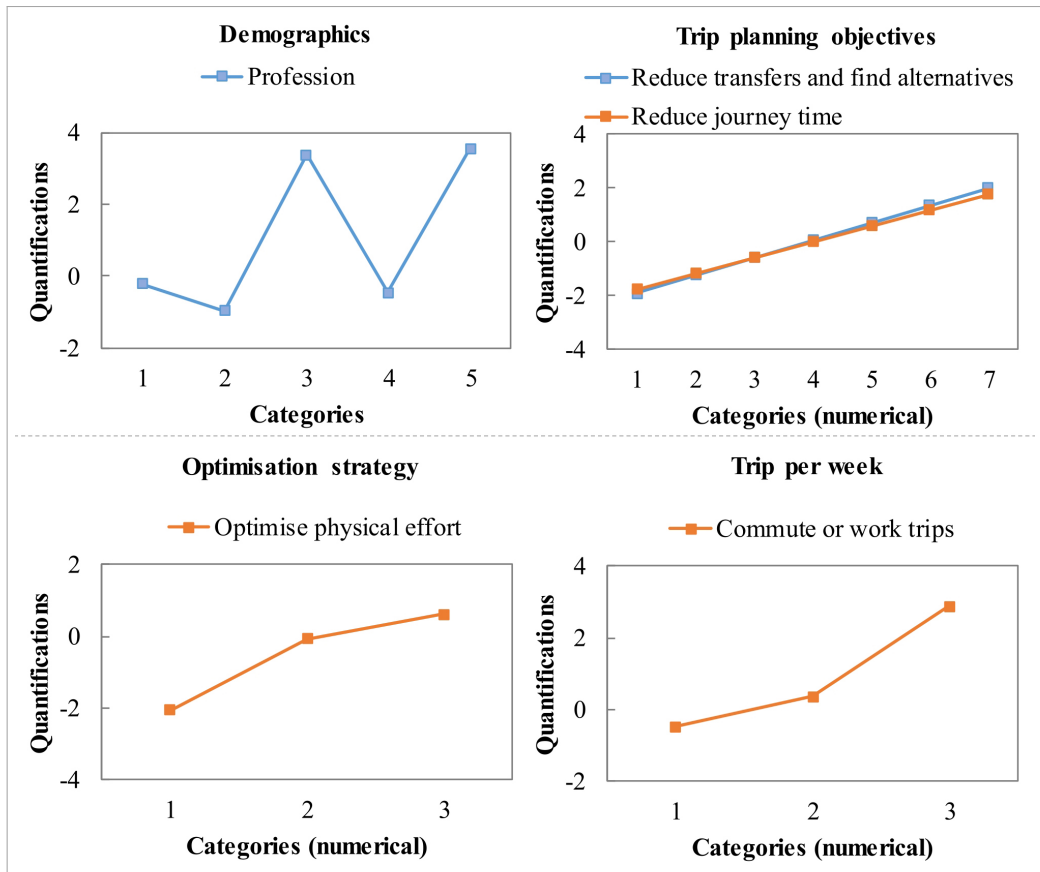 Demographics
Profession
Quantifications
4
2
0
-2
1 2 3 4 5
Categories
Trip planning objectives
Reduce transfers and find alternatives
Reduce journey time
Quantifications
4
2
0
-2
-4
1 2 3 4 5 6 7
Categories (numerical)
Optimisation strategy
Optimise physical effort
Quantifications
2
0
-2
-4
1 2 3
Categories (numerical)
Trip per week
Commute or work trips
Quantifications
4
2
0
-2
1 2 3
Categories (numerical)